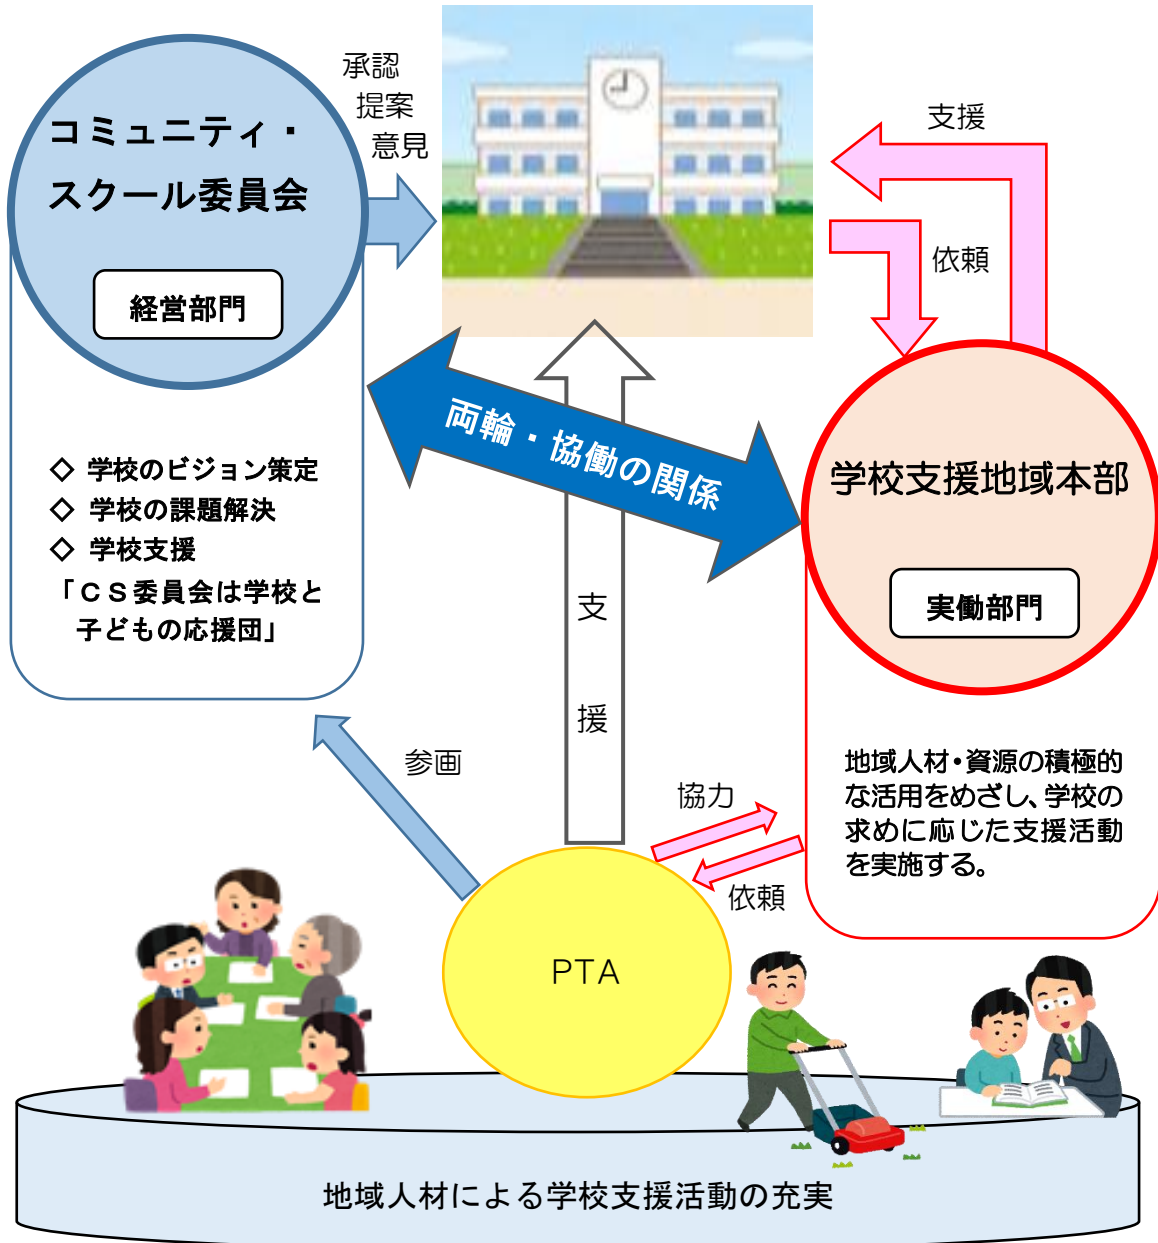 コミュニティ・
スクール委員会
経営部門
承認
提案
意見
支援
依頼
両輪・協働の関係
学校支援地域本部
実働部門
◇ 学校のビジョン策定
◇ 学校の課題解決
◇ 学校支援
「ＣＳ委員会は学校と
子どもの応援団」
支
援
参画
協力
依頼
地域人材・資源の積極的
な活用をめざし、学校の
求めに応じた支援活動
を実施する。
PTA
地域人材による学校支援活動の充実